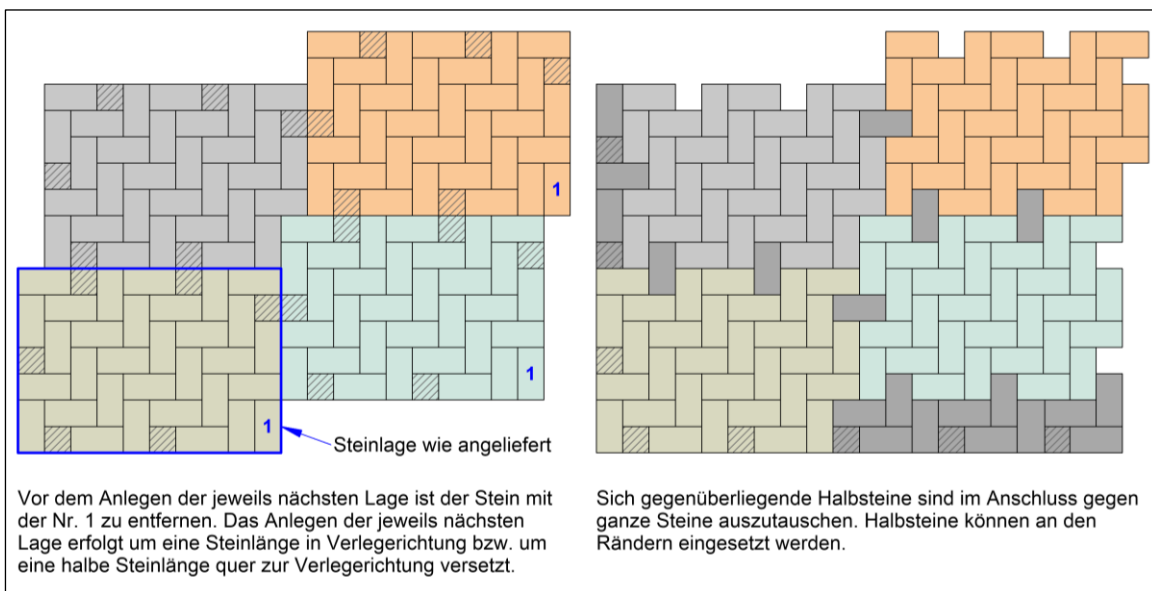 1
1
1
Steinlage wie angeliefert
Vor dem Anlegen der jeweils nächsten Lage ist der Stein mit
der Nr. 1 zu entfernen. Das Anlegen der jeweils nächsten
Lage erfolgt um eine Steinlänge in Verlegerichtung bzw. um
eine halbe Steinlänge quer zur Verlegerichtung versetzt.
Sich gegenüberliegende Halbsteine sind im Anschluss gegen
ganze Steine auszutauschen. Halbsteine können an den
Rändern eingesetzt werden.